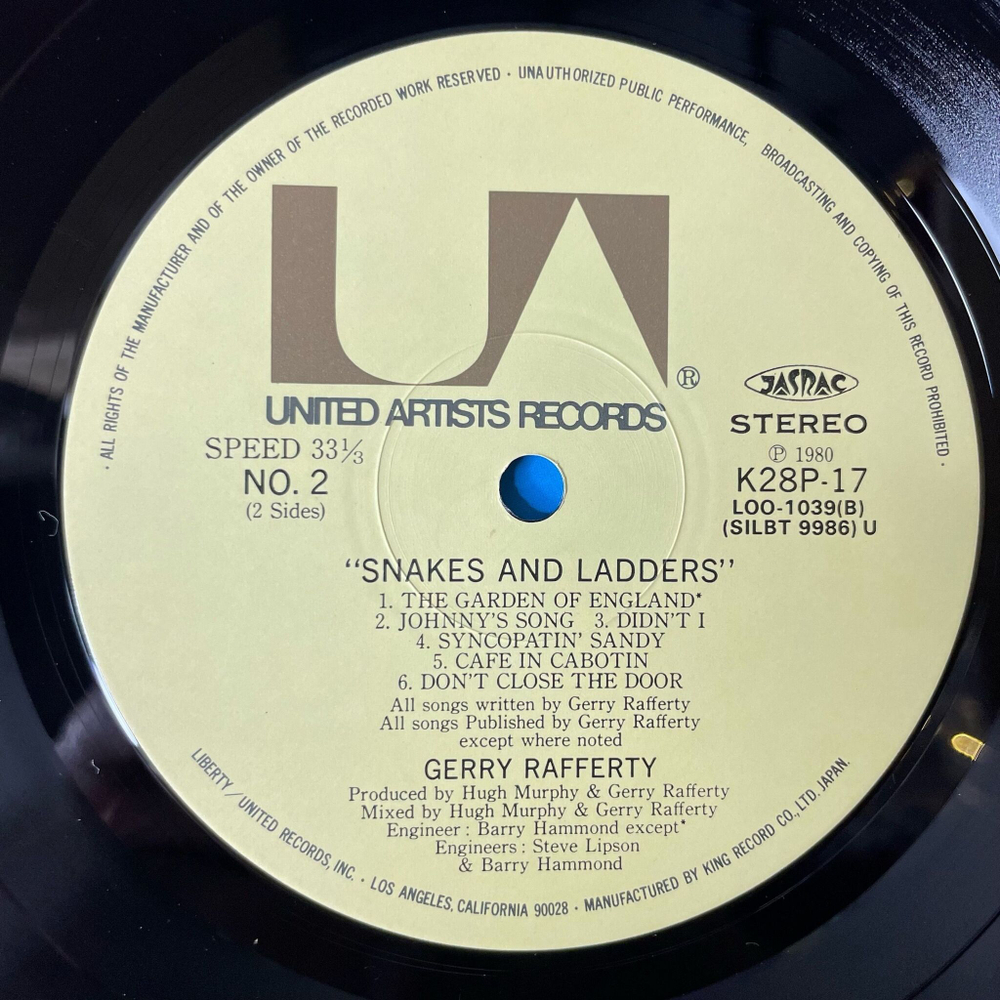 · ALL RIGHTS OF THE MANUFACTURER AND OF THE OWNER OF THE RECORDED WORK RESERVED · UNAUTHORIZED PUBLIC PERFORMANCE, BROADCASTING AND COPYING OF THIS RECORD PROHIBITED ·
UA
®
UNITED ARTISTS RECORDS
JASRAC
STEREO
SPEED 33⅓
NO. 2
(2 Sides)
℗ 1980
K28P-17
LOO-1039(B)
(SILBT 9986) U
“SNAKES AND LADDERS”
1. THE GARDEN OF ENGLAND*
2. JOHNNY'S SONG 3. DIDN'T I
4. SYNCOPATIN' SANDY
5. CAFE IN CABOTIN
6. DON'T CLOSE THE DOOR
All songs written by Gerry Rafferty
All songs Published by Gerry Rafferty
except where noted
GERRY RAFFERTY
Produced by Hugh Murphy & Gerry Rafferty
Mixed by Hugh Murphy & Gerry Rafferty
Engineer : Barry Hammond except*
Engineers : Steve Lipson
& Barry Hammond
LIBERTY/UNITED RECORDS, INC. · LOS ANGELES, CALIFORNIA 90028 · MANUFACTURED BY KING RECORD CO., LTD. JAPAN.